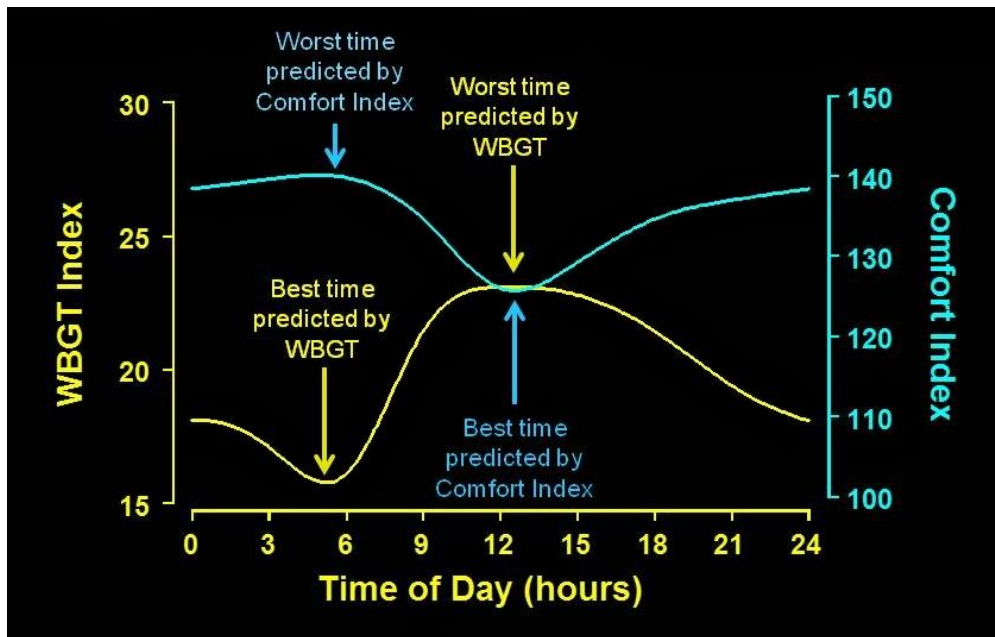 Worst time
predicted by
Comfort Index
Worst time
predicted by
WBGT
Best time
predicted by
WBGT
Best time
predicted by
Comfort Index
WBGT Index
30
25
20
15
Comfort Index
150
140
130
120
110
100
0 3 6 9 12 15 18 21 24
Time of Day (hours)